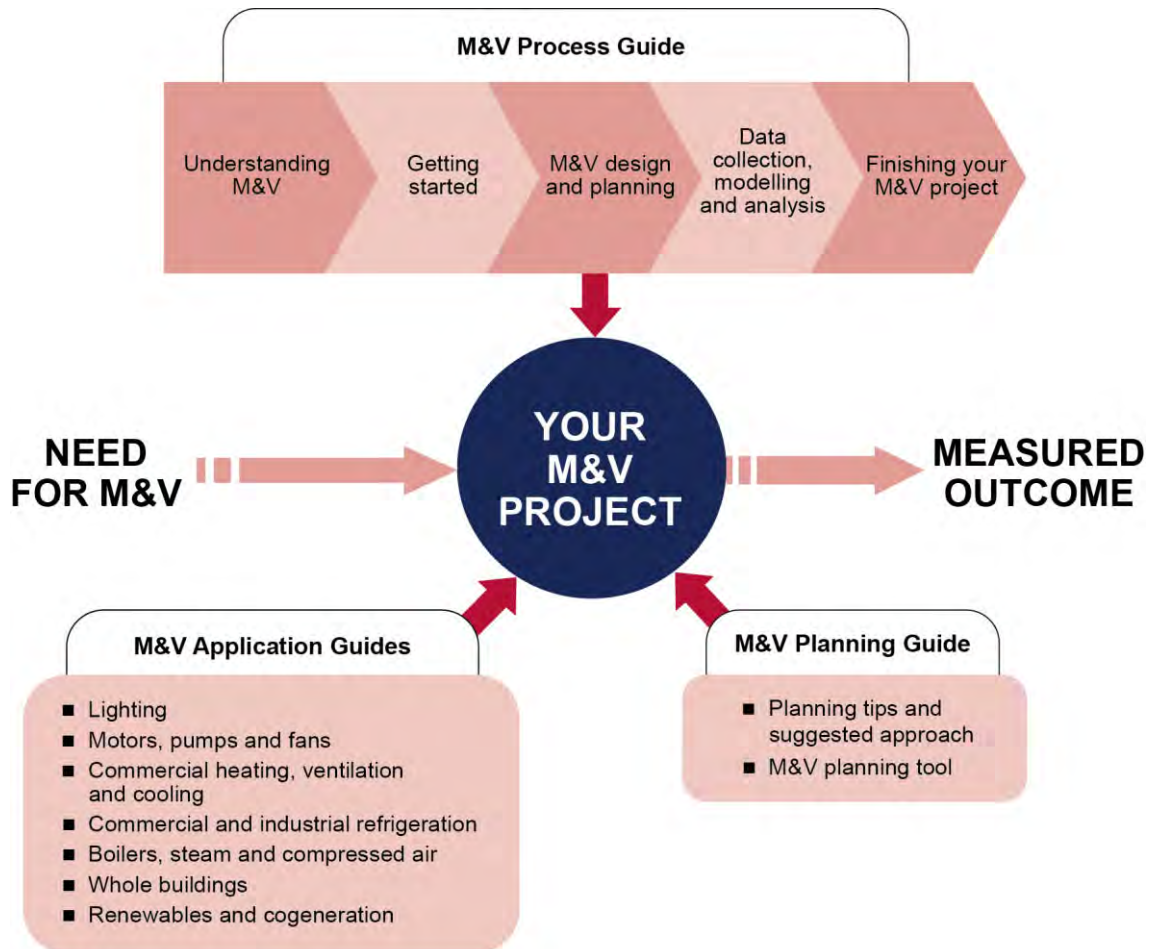 M&V Process Guide
Understanding
M&V
Getting
started
M&V design
and planning
Data
collection,
modelling
and analysis
Finishing your
M&V project
NEED
FOR M&V
YOUR
M&V
PROJECT
MEASURED
OUTCOME
M&V Application Guides
■ Lighting
■ Motors, pumps and fans
■ Commercial heating, ventilation
and cooling
■ Commercial and industrial refrigeration
■ Boilers, steam and compressed air
■ Whole buildings
■ Renewables and cogeneration
M&V Planning Guide
■ Planning tips and
suggested approach
■ M&V planning tool